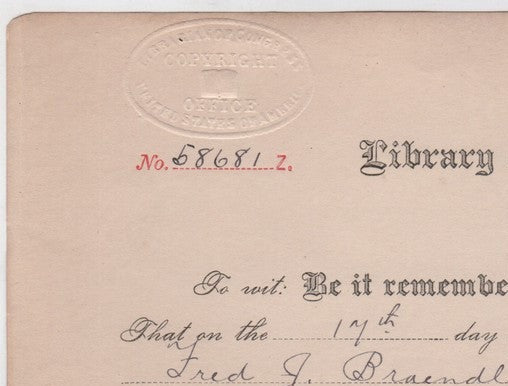 LIBRARIAN OF CONGRESS
COPYRIGHT
OFFICE
UNITED STATES OF AMERICA
No. 58681 Z.
Library
To wit: Be it remembe
That on the 17th day
Fred J. Braendl